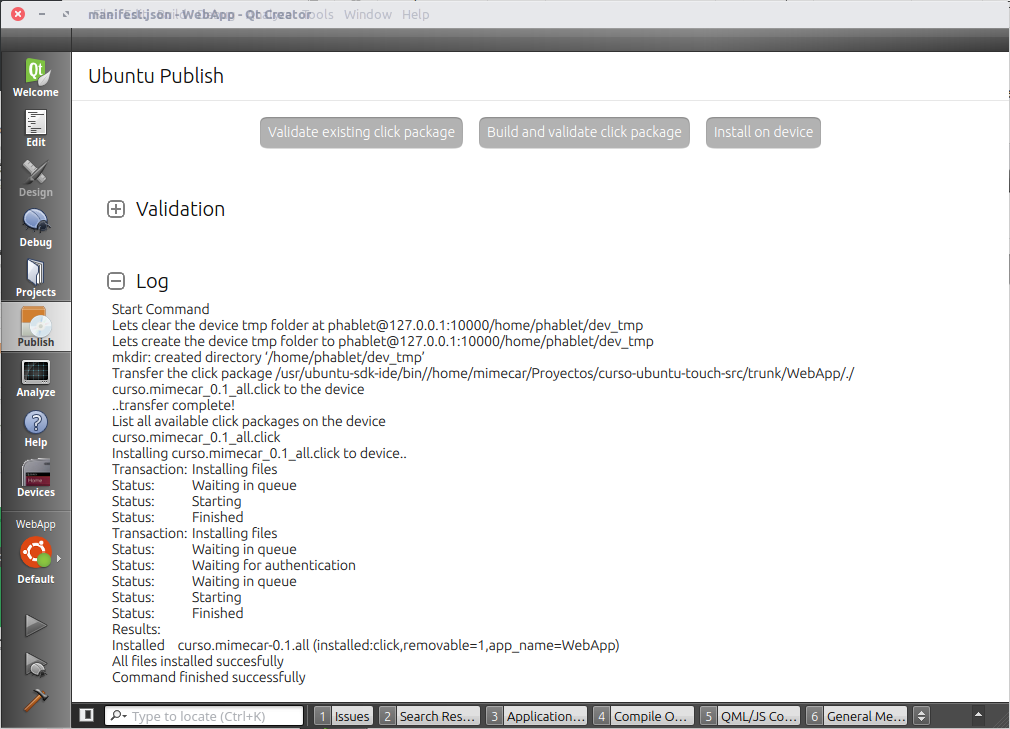 manifest.json - WebApp - Qt Creator
Tools Window Help
Qt
Welcome
Edit
Design
Debug
Projects
Publish
Analyze
Help
Home
Devices
WebApp
Default
Ubuntu Publish
Validate existing click package Build and validate click package Install on device
Validation
Log
Start Command
Lets clear the device tmp folder at phablet@127.0.0.1:10000/home/phablet/dev_tmp
Lets create the device tmp folder to phablet@127.0.0.1:10000/home/phablet/dev_tmp
mkdir: created directory ‘/home/phablet/dev_tmp’
Transfer the click package /usr/ubuntu-sdk-ide/bin//home/mimecar/Proyectos/curso-ubuntu-touch-src/trunk/WebApp/./
curso.mimecar_0.1_all.click to the device
..transfer complete!
List all available click packages on the device
curso.mimecar_0.1_all.click
Installing curso.mimecar_0.1_all.click to device..
Transaction: Installing files
Status: Waiting in queue
Status: Starting
Status: Finished
Transaction: Installing files
Status: Waiting in queue
Status: Waiting for authentication
Status: Waiting in queue
Status: Starting
Status: Finished
Results:
Installed curso.mimecar-0.1.all (installed:click,removable=1,app_name=WebApp)
All files installed succesfully
Command finished successfully
Type to locate (Ctrl+K) 1 Issues 2 Search Res... 3 Application... 4 Compile O... 5 QML/JS Co... 6 General Me...